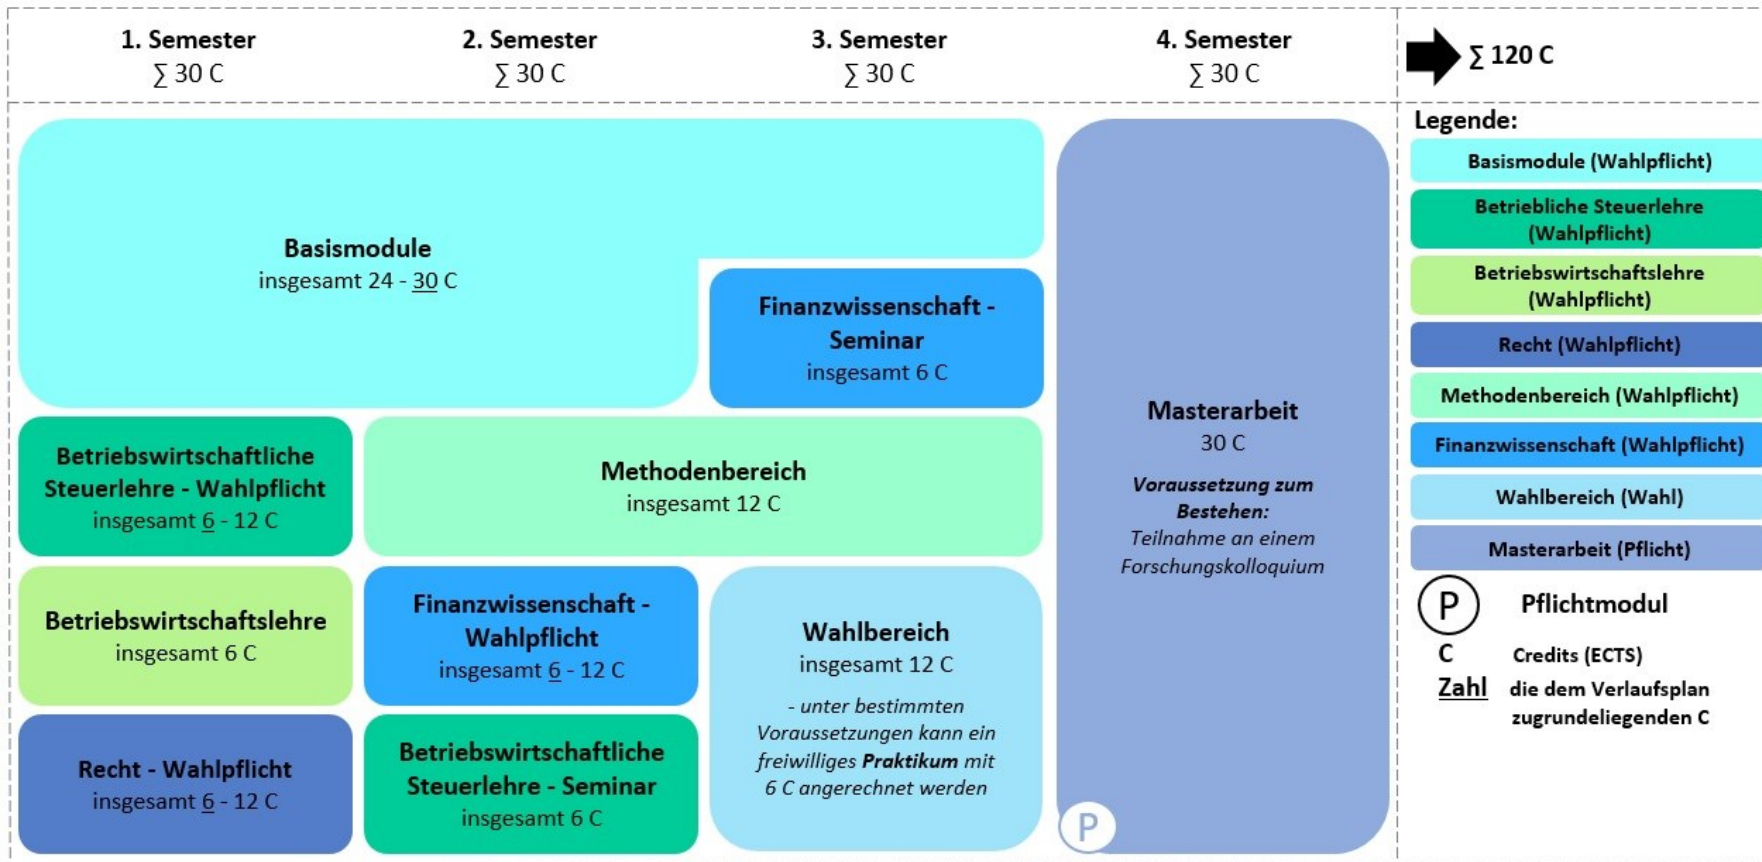 1. Semester
∑ 30 C
2. Semester
∑ 30 C
3. Semester
∑ 30 C
4. Semester
∑ 30 C
∑ 120 C
Basismodule
insgesamt 24 - 30 C
Finanzwissenschaft -
Seminar
insgesamt 6 C
Betriebswirtschaftliche
Steuerlehre - Wahlpflicht
insgesamt 6 - 12 C
Methodenbereich
insgesamt 12 C
Betriebswirtschaftslehre
insgesamt 6 C
Finanzwissenschaft -
Wahlpflicht
insgesamt 6 - 12 C
Wahlbereich
insgesamt 12 C
- unter bestimmten
Voraussetzungen kann ein
freiwilliges Praktikum mit
6 C angerechnet werden
Recht - Wahlpflicht
insgesamt 6 - 12 C
Betriebswirtschaftliche
Steuerlehre - Seminar
insgesamt 6 C
Masterarbeit
30 C
Voraussetzung zum
Bestehen:
Teilnahme an einem
Forschungskolloquium
P
Legende:
Basismodule (Wahlpflicht)
Betriebliche Steuerlehre
(Wahlpflicht)
Betriebswirtschaftslehre
(Wahlpflicht)
Recht (Wahlpflicht)
Methodenbereich (Wahlpflicht)
Finanzwissenschaft (Wahlpflicht)
Wahlbereich (Wahl)
Masterarbeit (Pflicht)
P Pflichtmodul
C Credits (ECTS)
Zahl die dem Verlaufsplan
zugrundeliegenden C